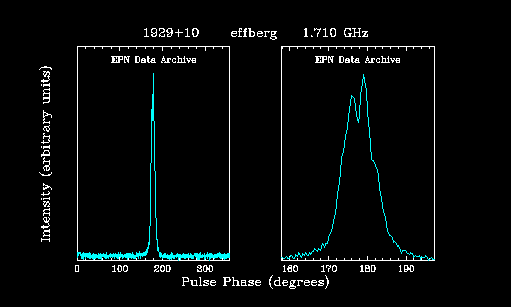 1929+10 effberg 1.710 GHz
EPN Data Archive EPN Data Archive
Intensity (arbitrary units)
0 100 200 300 160 170 180 190
Pulse Phase (degrees)